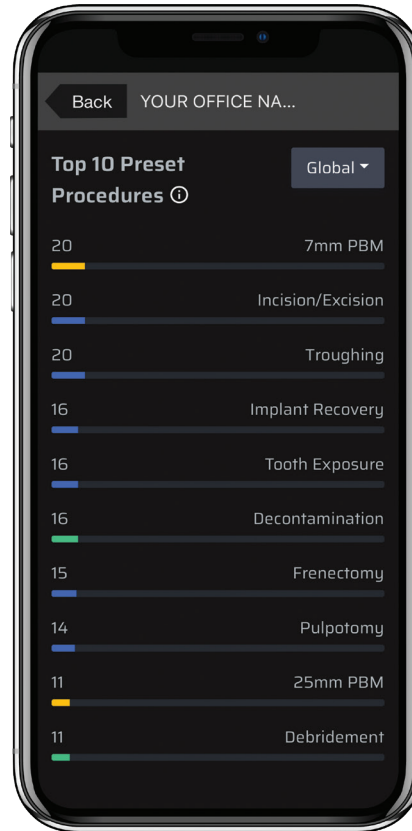 Back YOUR OFFICE NA...
Top 10 Preset Global
Procedures
20 7mm PBM
20 Incision/Excision
20 Troughing
16 Implant Recovery
16 Tooth Exposure
16 Decontamination
15 Frenectomy
14 Pulpotomy
11 25mm PBM
11 Debridement